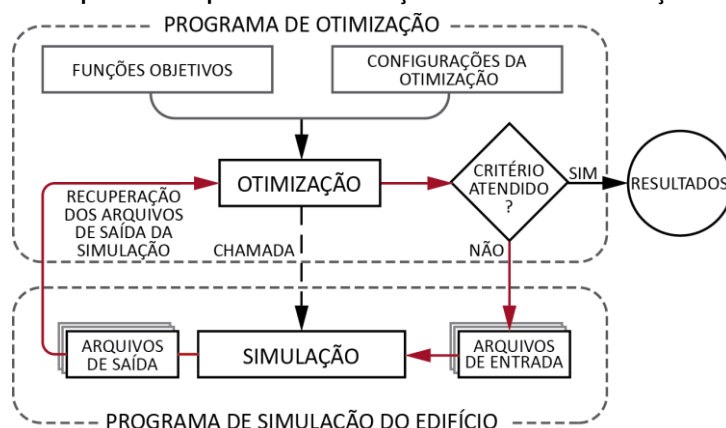 PROGRAMA DE OTIMIZAÇÃO
FUNÇÕES OBJETIVOS
CONFIGURAÇÕES DA
OTIMIZAÇÃO
OTIMIZAÇÃO
CRITÉRIO
ATENDIDO
?
SIM
RESULTADOS
RECUPERAÇÃO
DOS ARQUIVOS
DE SAÍDA DA
SIMULAÇÃO
CHAMADA
NÃO
ARQUIVOS
DE SAÍDA
SIMULAÇÃO
ARQUIVOS
DE ENTRADA
PROGRAMA DE SIMULAÇÃO DO EDIFÍCIO